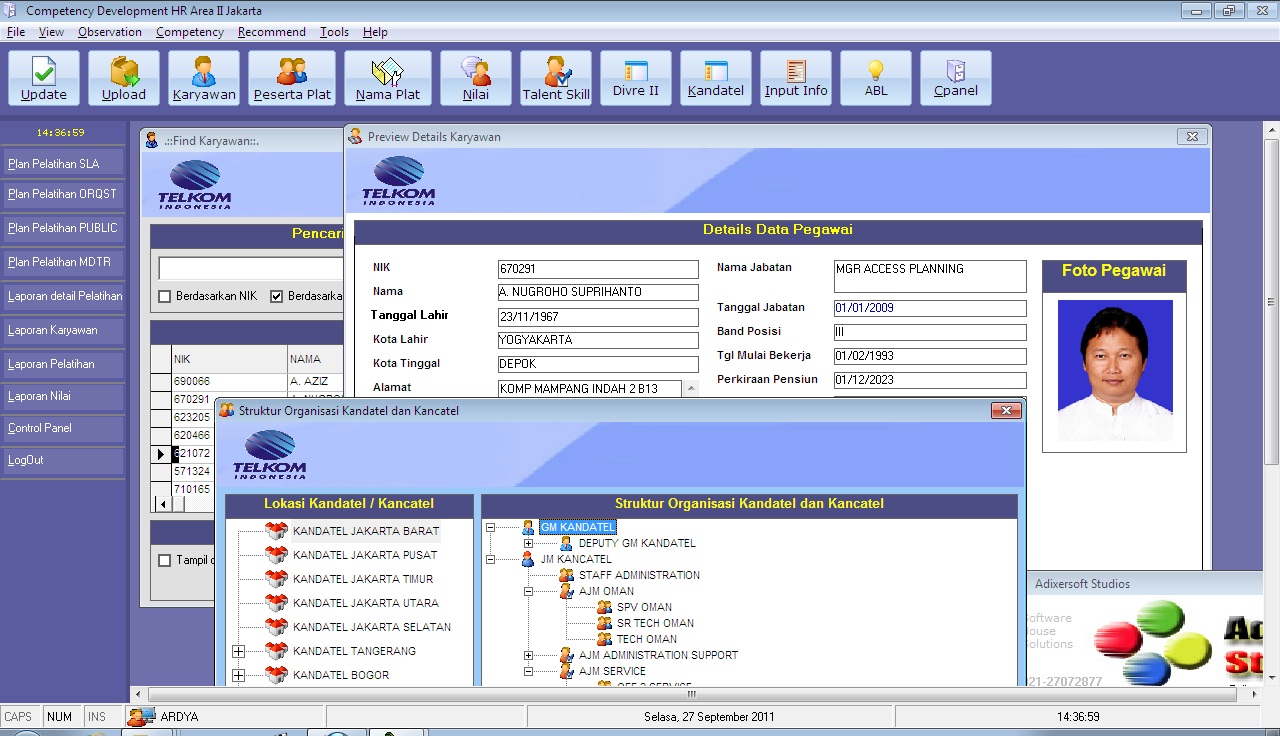 Competency Development HR Area II Jakarta
File View Observation Competency Recommend Tools Help
Update Upload Karyawan Peserta Plat Nama Plat Nilai Talent Skill Divre II Kandatel Input Info ABL Cpanel
14:36:59
Plan Pelatihan SLA
Plan Pelatihan ORQST
Plan Pelatihan PUBLIC
Plan Pelatihan MDTR
Laporan detail Pelatihan
Laporan Karyawan
Laporan Pelatihan
Laporan Nilai
Control Panel
LogOut
.::Find Karyawan::.
TELKOM
INDONESIA
Pencari
Berdasarkan NIK Berdasarka
NIK NAMA
690066 A. AZIZ
670291
623205
620466
621072
571324
710165
Tampil
Preview Details Karyawan
TELKOM
INDONESIA
Details Data Pegawai
NIK 670291
Nama A. NUGROHO SUPRIHANTO
Tanggal Lahir 23/11/1967
Kota Lahir YOGYAKARTA
Kota Tinggal DEPOK
Alamat KOMP MAMPANG INDAH 2 B13
Nama Jabatan MGR ACCESS PLANNING
Tanggal Jabatan 01/01/2009
Band Posisi III
Tgl Mulai Bekerja 01/02/1993
Perkiraan Pensiun 01/12/2023
Foto Pegawai
Struktur Organisasi Kandatel dan Kancatel
TELKOM
INDONESIA
Lokasi Kandatel / Kancatel
KANDATEL JAKARTA BARAT
KANDATEL JAKARTA PUSAT
KANDATEL JAKARTA TIMUR
KANDATEL JAKARTA UTARA
KANDATEL JAKARTA SELATAN
KANDATEL TANGERANG
KANDATEL BOGOR
Struktur Organisasi Kandatel dan Kancatel
GM KANDATEL
DEPUTY GM KANDATEL
JM KANCATEL
STAFF ADMINISTRATION
AJM OMAN
SPV OMAN
SR TECH OMAN
TECH OMAN
AJM ADMINISTRATION SUPPORT
AJM SERVICE
Adixersoft Studios
oftware
ouse
olutions
021-27072877
Ad
St
CAPS NUM INS ARDYA Selasa, 27 September 2011 14:36:59